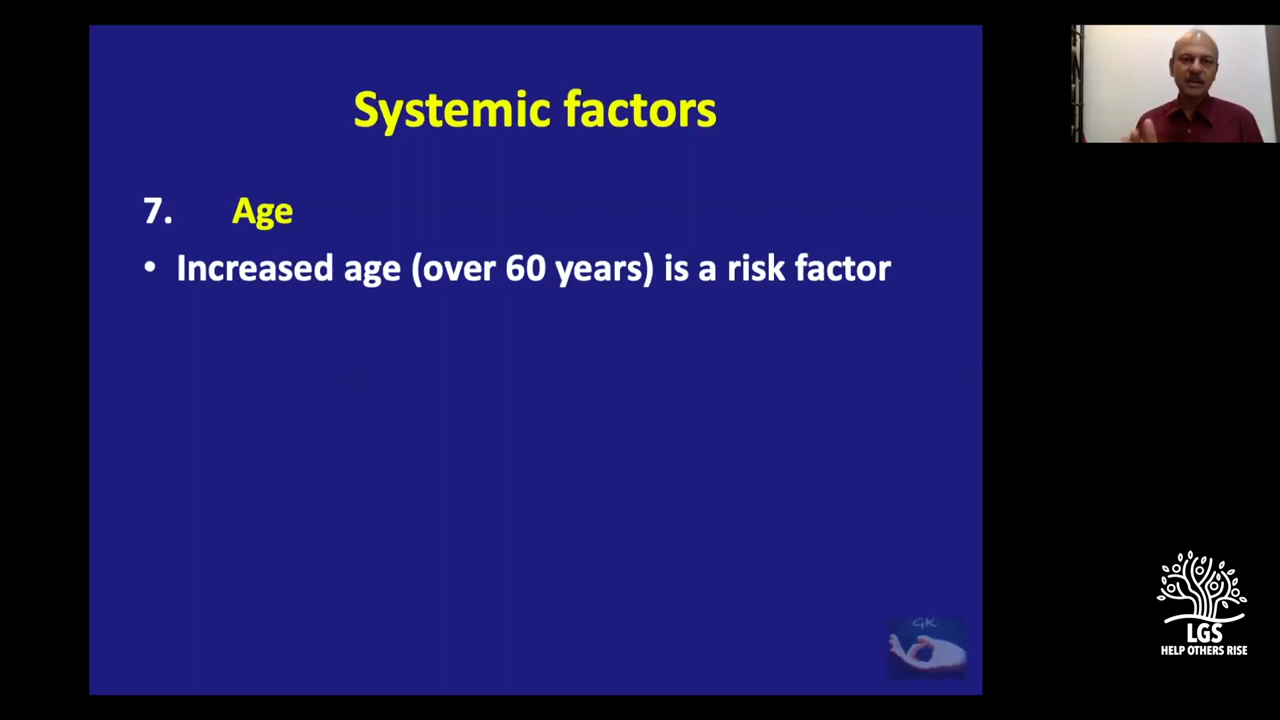 Systemic factors
7. Age
• Increased age (over 60 years) is a risk factor
GK
LGS
HELP OTHERS RISE